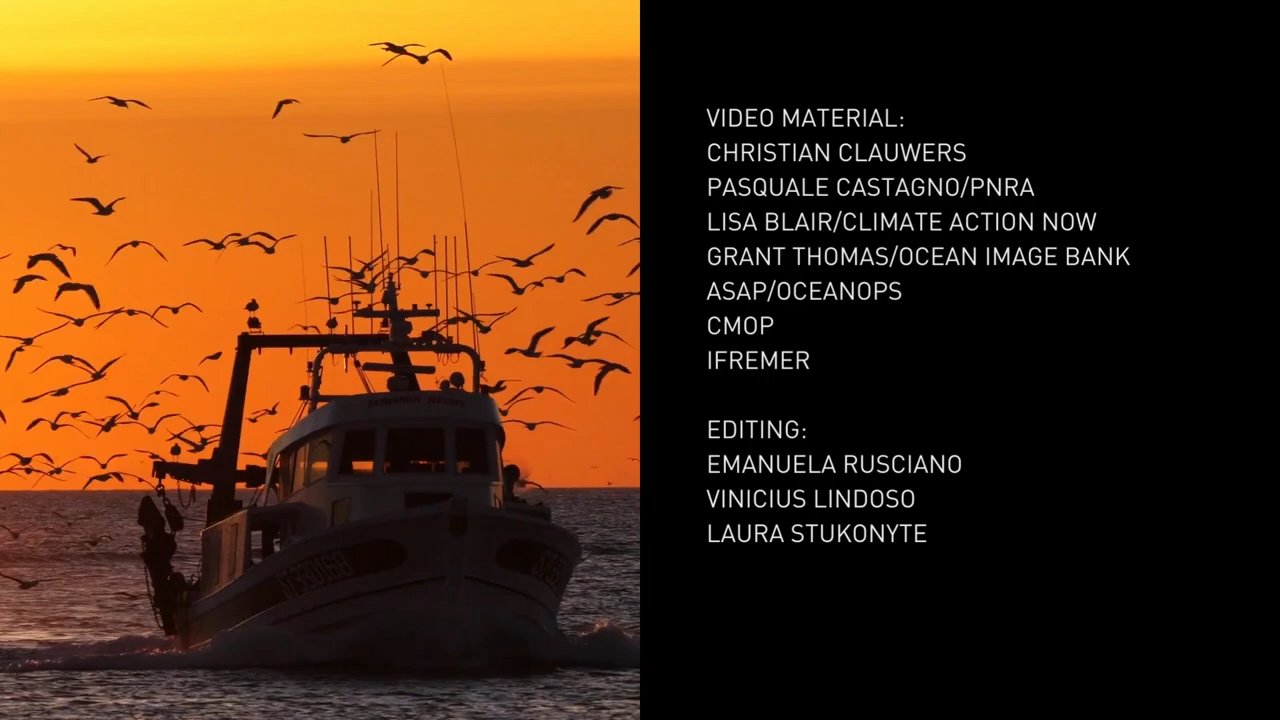 VIDEO MATERIAL:
CHRISTIAN CLAUWERS
PASQUALE CASTAGNO/PNRA
LISA BLAIR/CLIMATE ACTION NOW
GRANT THOMAS/OCEAN IMAGE BANK
ASAP/OCEANOPS
CMOP
IFREMER

EDITING:
EMANUELA RUSCIANO
VINICIUS LINDOSO
LAURA STUKONYTE